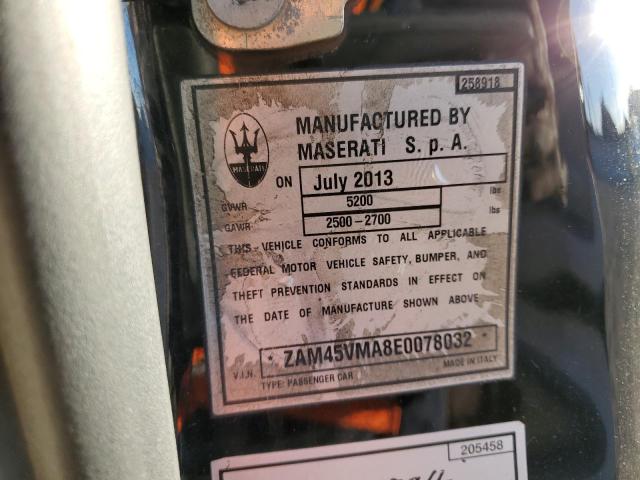 258918
MANUFACTURED BY
MASERATI S. p A.
MASERATI
ON July 2013
GVWR 5200 lbs
GAWR 2500-2700 lbs
THIS VEHICLE CONFORMS TO ALL APPLICABLE
FEDERAL MOTOR VEHICLE SAFETY, BUMPER, AND
THEFT PREVENTION STANDARDS IN EFFECT ON
THE DATE OF MANUFACTURE SHOWN ABOVE
V.I.N. * ZAM45VMA8E0078032 *
TYPE: PASSENGER CAR MADE IN ITALY
205458